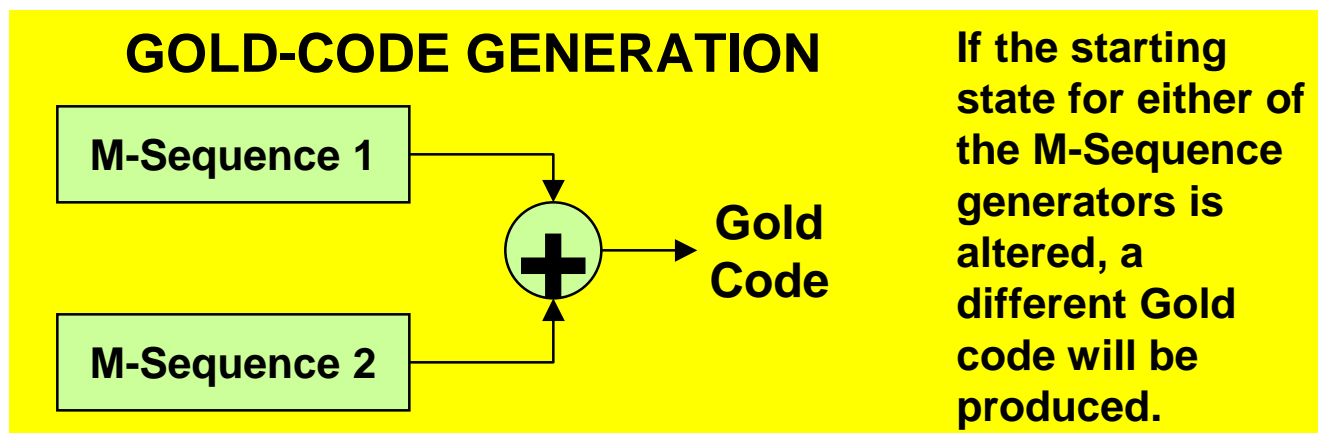 GOLD-CODE GENERATION
M-Sequence 1
+
Gold
Code
M-Sequence 2
If the starting
state for either of
the M-Sequence
generators is
altered, a
different Gold
code will be
produced.